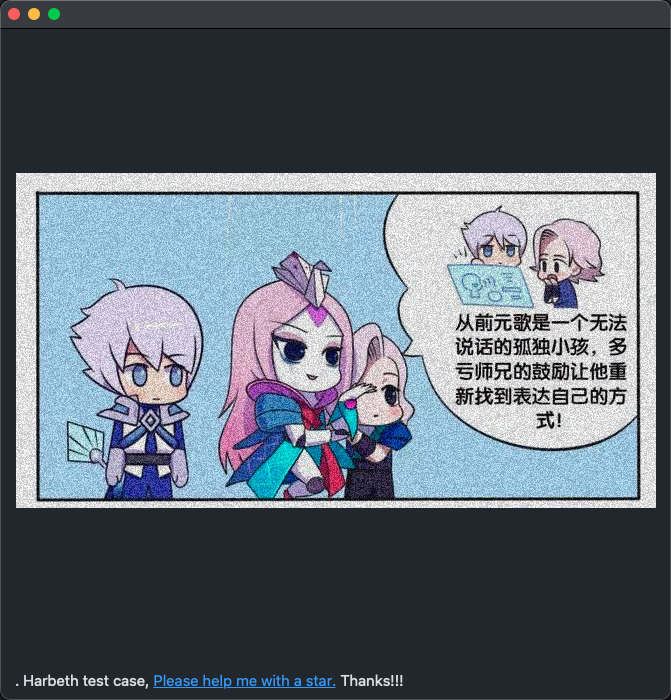 从前元歌是一个无法
说话的孤独小孩，多
亏师兄的鼓励让他重
新找到表达自己的方
式！
. Harbeth test case, Please help me with a star. Thanks!!!